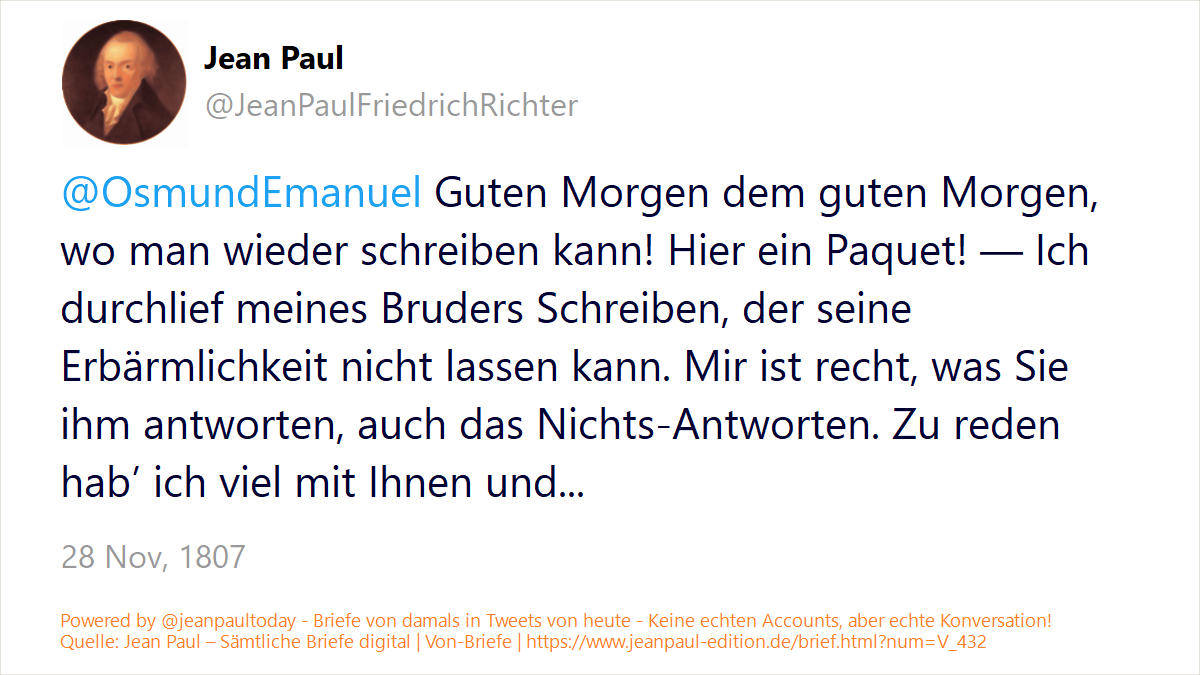 Jean Paul
@JeanPaulFriedrichRichter
@OsmundEmanuel Guten Morgen dem guten Morgen,
wo man wieder schreiben kann! Hier ein Paquet! — Ich
durchlief meines Bruders Schreiben, der seine
Erbärmlichkeit nicht lassen kann. Mir ist recht, was Sie
ihm antworten, auch das Nichts-Antworten. Zu reden
hab’ ich viel mit Ihnen und...
28 Nov, 1807
Powered by @jeanpaultoday - Briefe von damals in Tweets von heute - Keine echten Accounts, aber echte Konversation!
Quelle: Jean Paul – Sämtliche Briefe digital | Von-Briefe | https://www.jeanpaul-edition.de/brief.html?num=V_432